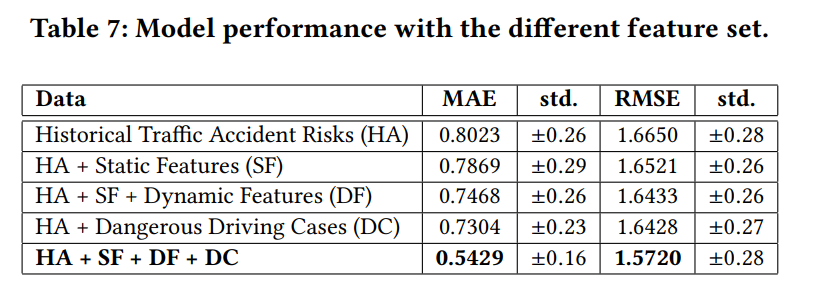 Table 7: Model performance with the different feature set.
Data MAE std. RMSE std.
Historical Traffic Accident Risks (HA) 0.8023 ±0.26 1.6650 ±0.28
HA + Static Features (SF) 0.7869 ±0.29 1.6521 ±0.26
HA + SF + Dynamic Features (DF) 0.7468 ±0.26 1.6433 ±0.26
HA + Dangerous Driving Cases (DC) 0.7304 ±0.23 1.6428 ±0.27
HA + SF + DF + DC 0.5429 ±0.16 1.5720 ±0.28